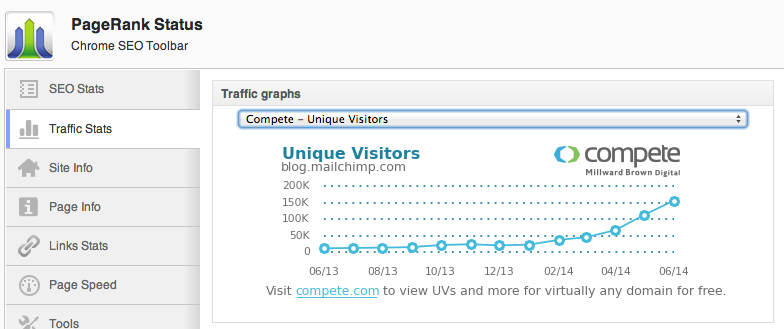 PageRank Status
Chrome SEO Toolbar
SEO Stats
Traffic Stats
Site Info
Page Info
Links Stats
Page Speed
Tools
Traffic graphs
Compete – Unique Visitors
Unique Visitors
blog.mailchimp.com
compete
Millward Brown Digital
200K
150K
100K
50K
0
06/13 08/13 10/13 12/13 02/14 04/14 06/14
Visit compete.com to view UVs and more for virtually any domain for free.